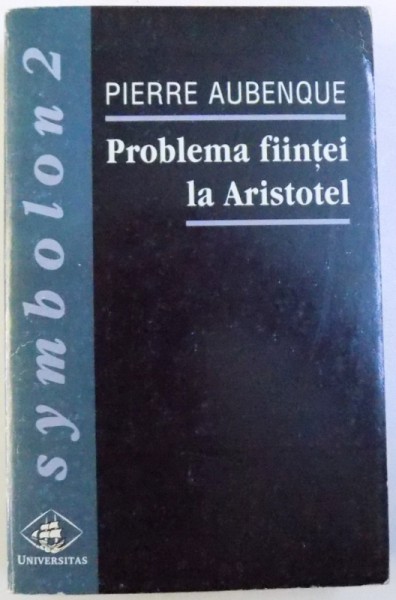 PIERRE AUBENQUE
Problema ființei
la Aristotel
symbolon 2
UNIVERSITAS